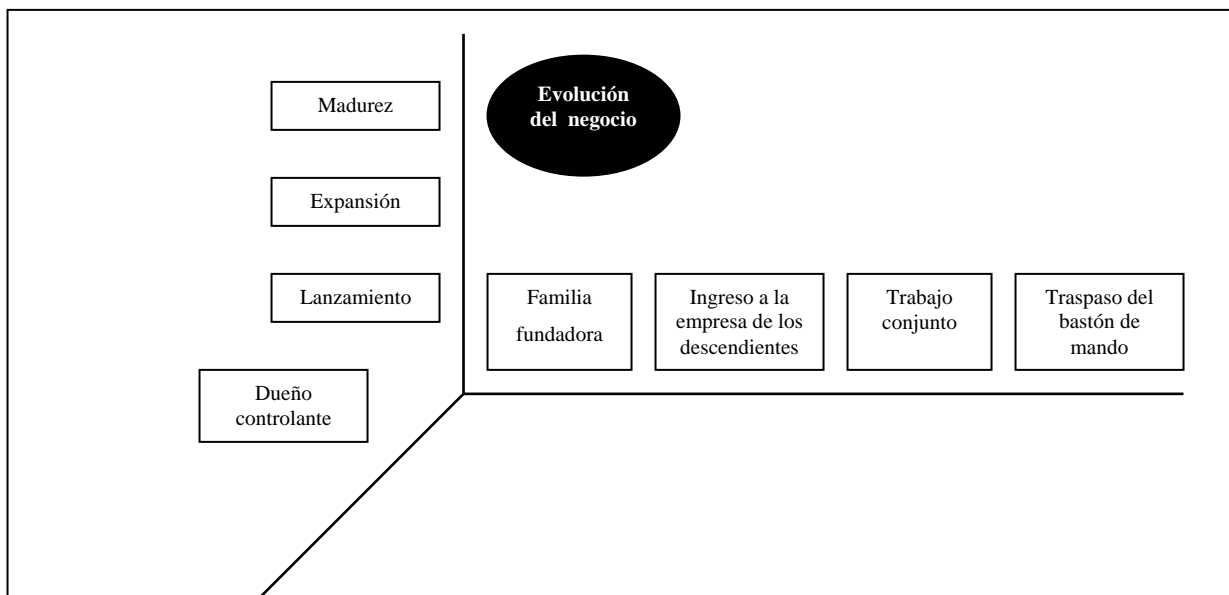 Evolución
del negocio
Madurez
Expansión
Lanzamiento
Familia
fundadora
Ingreso a la
empresa de los
descendientes
Trabajo
conjunto
Traspaso del
bastón de
mando
Dueño
controlante